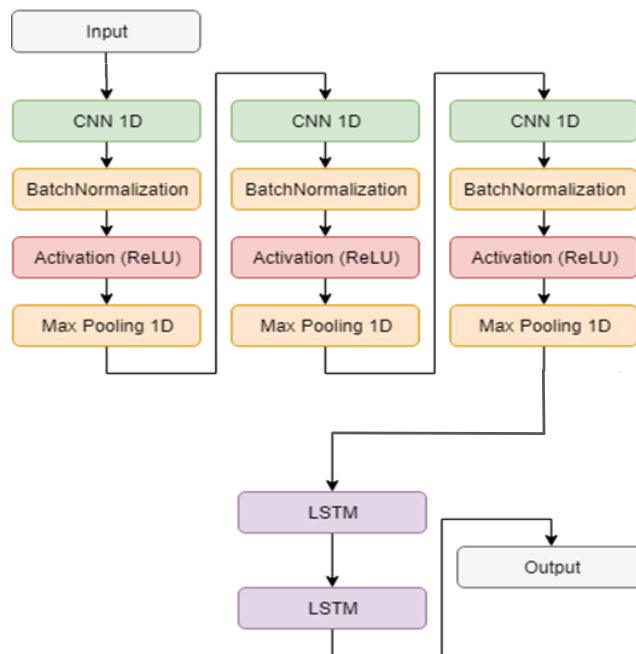 Input
CNN 1D
BatchNormalization
Activation (ReLU)
Max Pooling 1D
CNN 1D
BatchNormalization
Activation (ReLU)
Max Pooling 1D
CNN 1D
BatchNormalization
Activation (ReLU)
Max Pooling 1D
LSTM
LSTM
Output